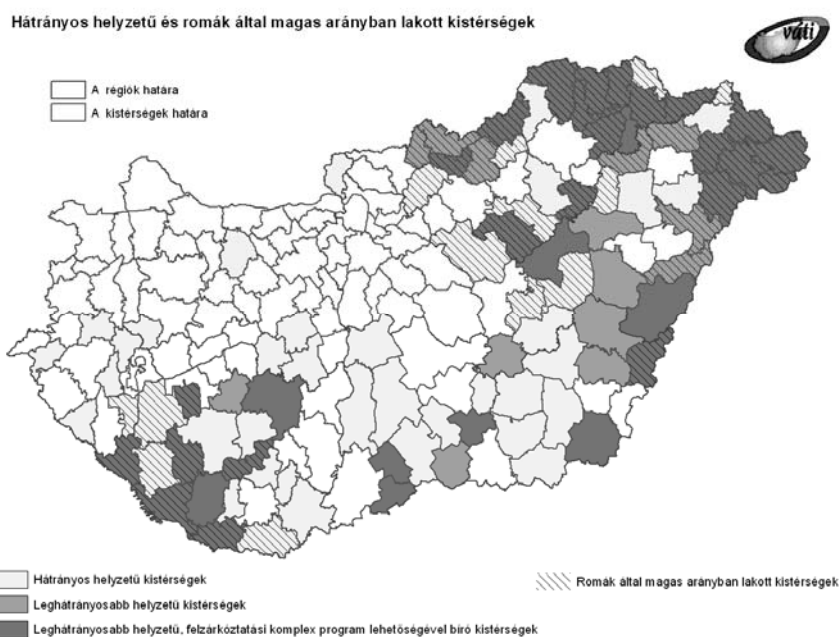 Hátrányos helyzetű és romák által magas arányban lakott kistérségek
váti
A régiók határa
A kistérségek határa
Hátrányos helyzetű kistérségek
Romák által magas arányban lakott kistérségek
Leghátrányosabb helyzetű kistérségek
Leghátrányosabb helyzetű, felzárkóztatási komplex program lehetőségével bíró kistérségek